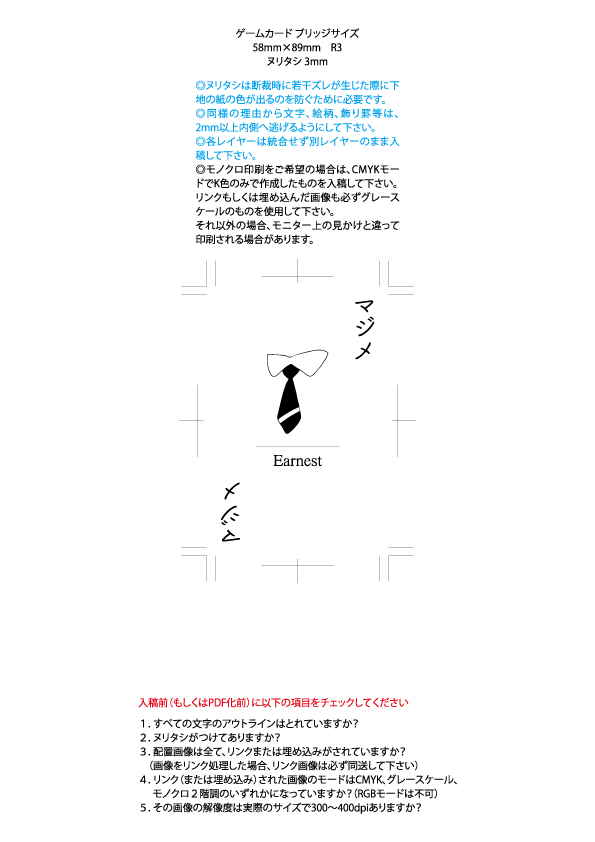 ゲームカード ブリッジサイズ
58mm×89mm　R3
ヌリタシ 3mm
◎ヌリタシは断裁時に若干ズレが生じた際に下
地の紙の色が出るのを防ぐために必要です。
◎同様の理由から文字、絵柄、飾り罫等は、
2mm以上内側へ逃げるようにして下さい。
◎各レイヤーは統合せず別レイヤーのまま入
稿して下さい。
◎モノクロ印刷をご希望の場合は、CMYKモー
ドでK色のみで作成したものを入稿して下さい。
リンクもしくは埋め込んだ画像も必ずグレース
ケールのものを使用して下さい。
それ以外の場合、モニター上の見かけと違って
印刷される場合があります。
マジメ
Earnest
マジメ
入稿前（もしくはPDF化前）に以下の項目をチェックしてください
１．すべての文字のアウトラインはとれていますか？
２．ヌリタシがつけてありますか？
３．配置画像は全て、リンクまたは埋め込みがされていますか？
（画像をリンク処理した場合、リンク画像は必ず同送して下さい）
４．リンク（または埋め込み）された画像のモードはCMYK、グレースケール、
モノクロ２階調のいずれかになっていますか？（RGBモードは不可）
５．その画像の解像度は実際のサイズで300〜400dpiありますか？